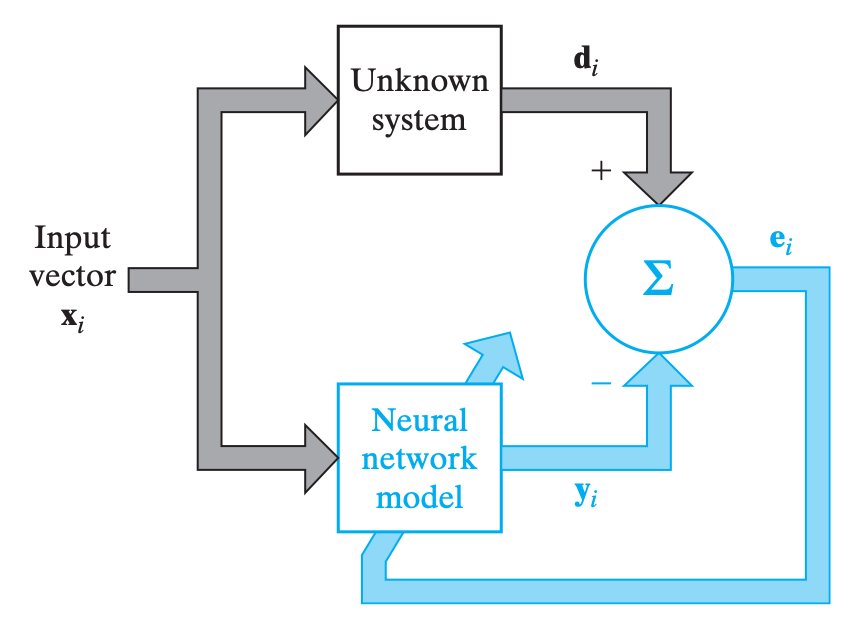 Unknown
system
d_i
+
Input
vector
x_i
Σ
e_i
−
Neural
network
model
y_i